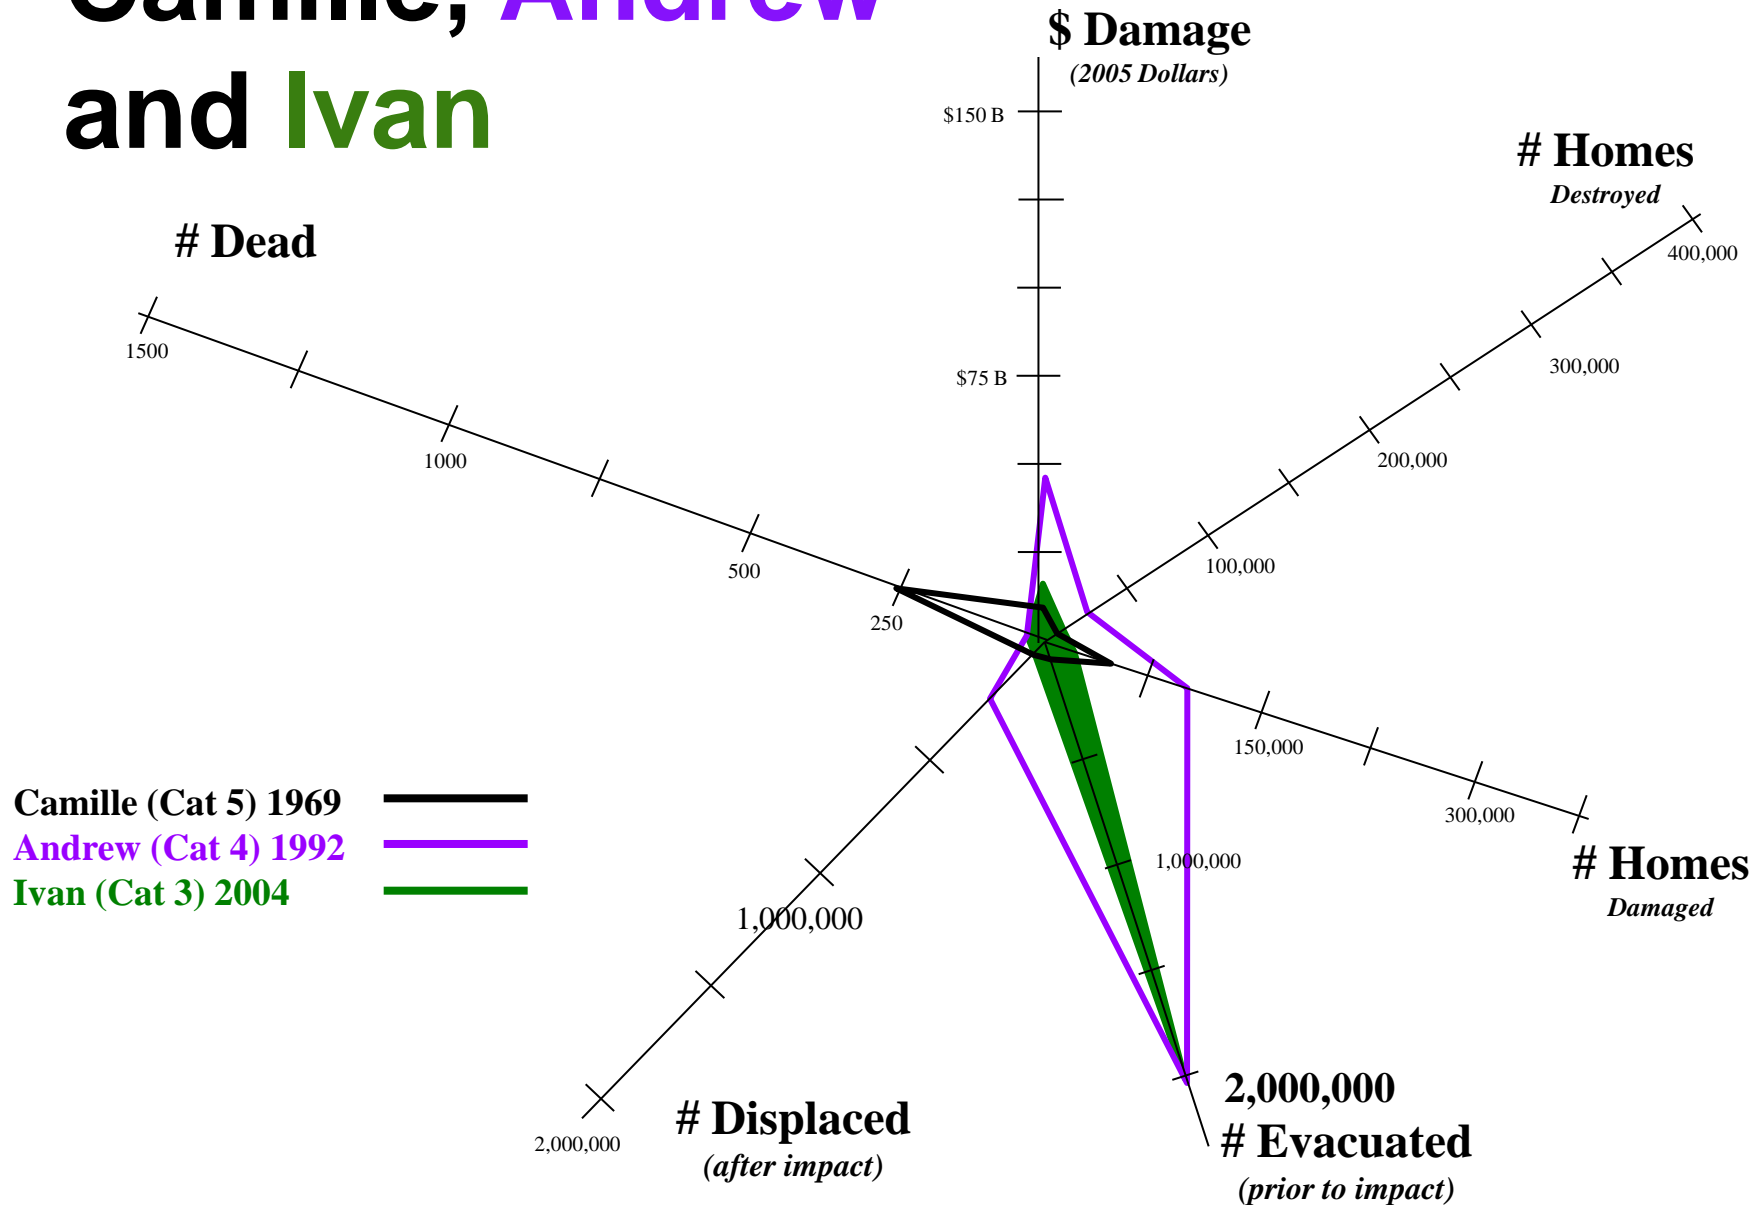 Camille, Andrew
and Ivan
$ Damage
(2005 Dollars)
$150 B
$75 B
# Homes
Destroyed
400,000
300,000
200,000
100,000
# Dead
1500
1000
500
250
150,000
300,000
# Homes
Damaged
Camille (Cat 5) 1969
Andrew (Cat 4) 1992
Ivan (Cat 3) 2004
1,000,000
1,000,000
2,000,000
# Displaced
(after impact)
2,000,000
# Evacuated
(prior to impact)